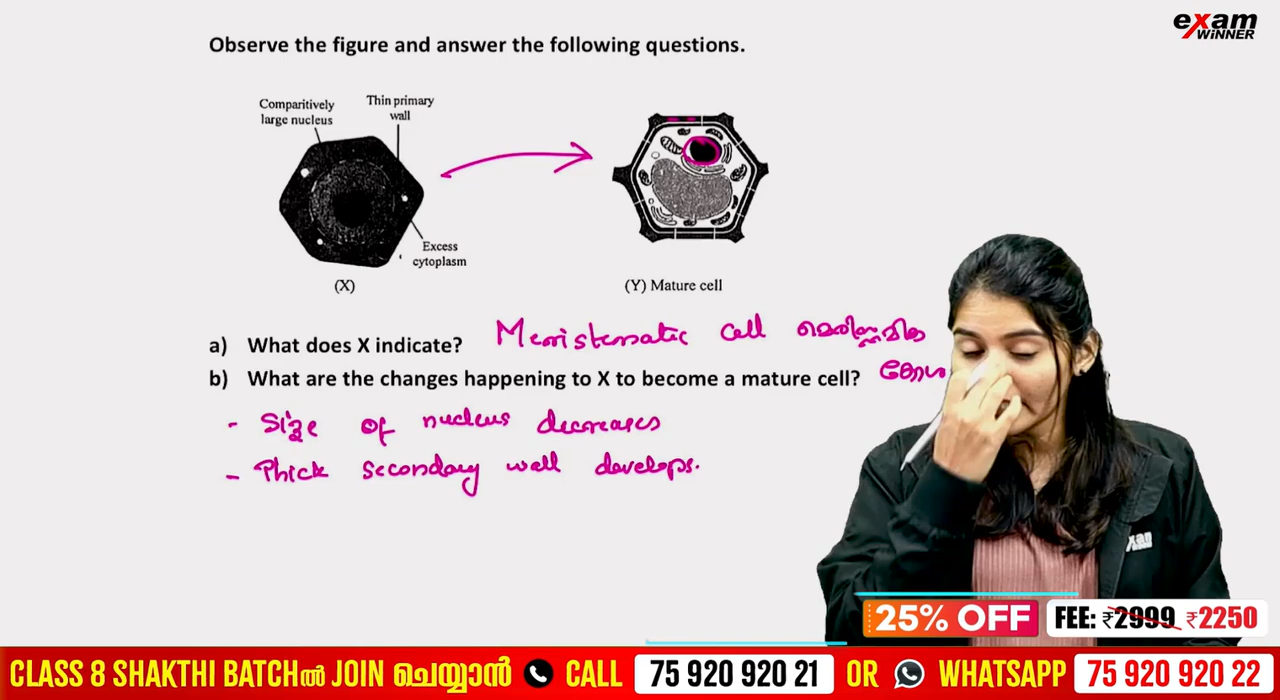 exam
WiNNER
Observe the figure and answer the following questions.
Comparitively
large nucleus
Thin primary
wall
Excess
cytoplasm
(X)
(Y) Mature cell
a) What does X indicate? Meristematic cell
b) What are the changes happening to X to become a mature cell?
- Size of nucleus decreases
- Thick secondary wall develops.
25% OFF FEE: ₹2999 ₹2250
CLASS 8 SHAKTHI BATCHൽ JOIN ചെയ്യാൻ CALL 75 920 920 21 OR WHATSAPP 75 920 920 22